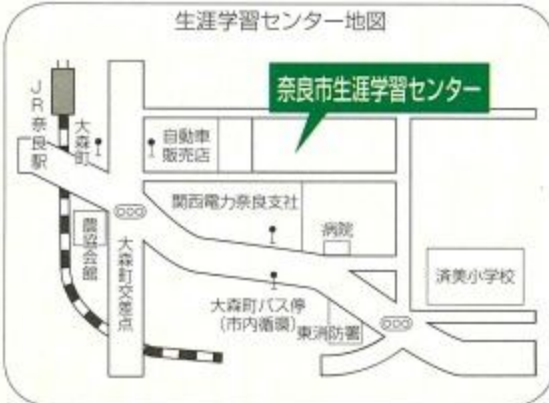 生涯学習センター地図
奈良市生涯学習センター
JR奈良駅
大森町
自動車
販売店
関西電力奈良支社
病院
農協会館
大森町交差点
済美小学校
大森町バス停
(市内循環)
東消防署